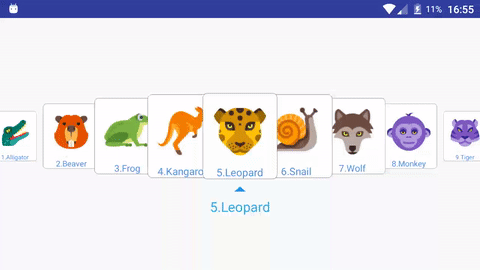 11% 16:55
1.Alligator
2.Beaver
3.Frog
4.Kangaro
5.Leopard
6.Snail
7.Wolf
8.Monkey
9.Tiger
5.Leopard